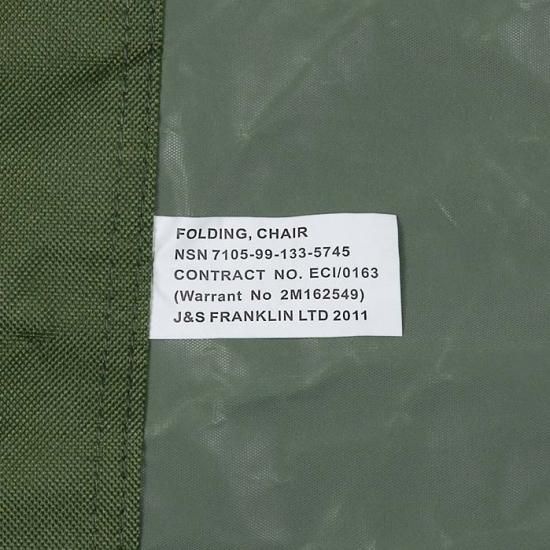 FOLDING, CHAIR
NSN 7105-99-133-5745
CONTRACT NO. ECI/0163
(Warrant No 2M162549)
J&S FRANKLIN LTD 2011